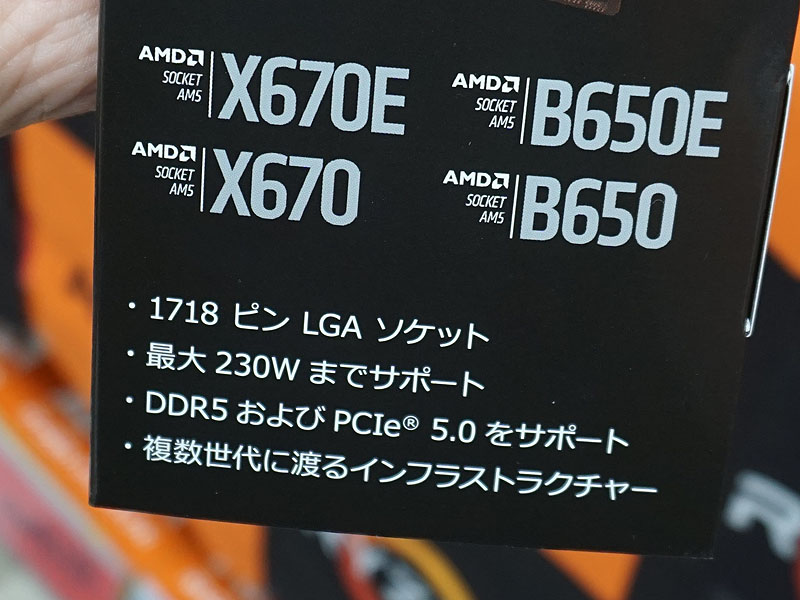 AMD
SOCKET
AM5
X670E
AMD
SOCKET
AM5
B650E
AMD
SOCKET
AM5
X670
AMD
SOCKET
AM5
B650
・1718 ピン LGA ソケット
・最大 230W までサポート
・DDR5 および PCIe® 5.0 をサポート
・複数世代に渡るインフラストラクチャー